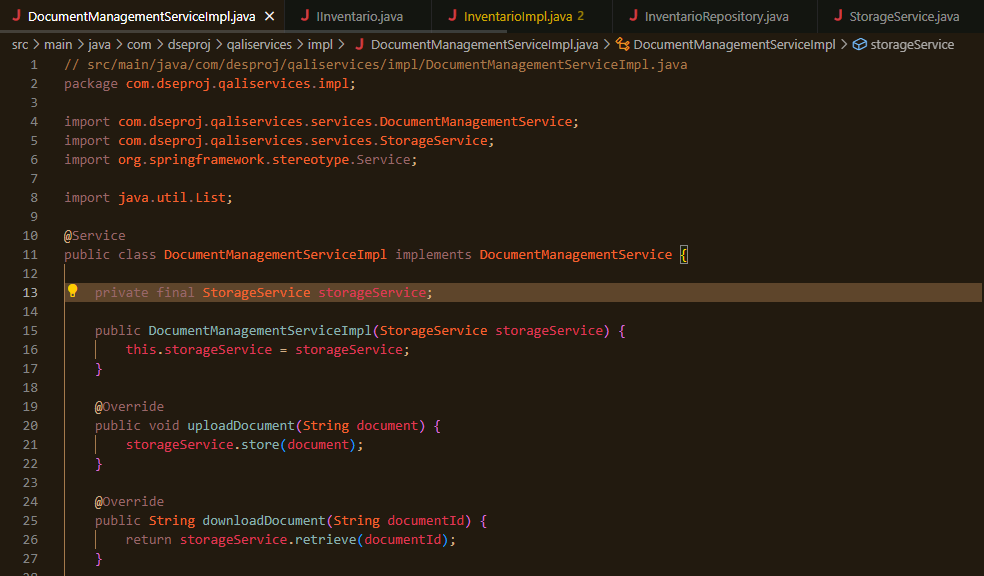 DocumentManagementServiceImpl.java IInventario.java InventarioImpl.java 2 InventarioRepository.java StorageService.java
src > main > java > com > dseproj > qaliservices > impl > DocumentManagementServiceImpl.java > DocumentManagementServiceImpl > storageService
1 // src/main/java/com/desproj/qaliservices/impl/DocumentManagementServiceImpl.java
2 package com.dseproj.qaliservices.impl;
3
4 import com.dseproj.qaliservices.services.DocumentManagementService;
5 import com.dseproj.qaliservices.services.StorageService;
6 import org.springframework.stereotype.Service;
7
8 import java.util.List;
9
10 @Service
11 public class DocumentManagementServiceImpl implements DocumentManagementService {
12
13 private final StorageService storageService;
14
15 public DocumentManagementServiceImpl(StorageService storageService) {
16 this.storageService = storageService;
17 }
18
19 @Override
20 public void uploadDocument(String document) {
21 storageService.store(document);
22 }
23
24 @Override
25 public String downloadDocument(String documentId) {
26 return storageService.retrieve(documentId);
27 }
28